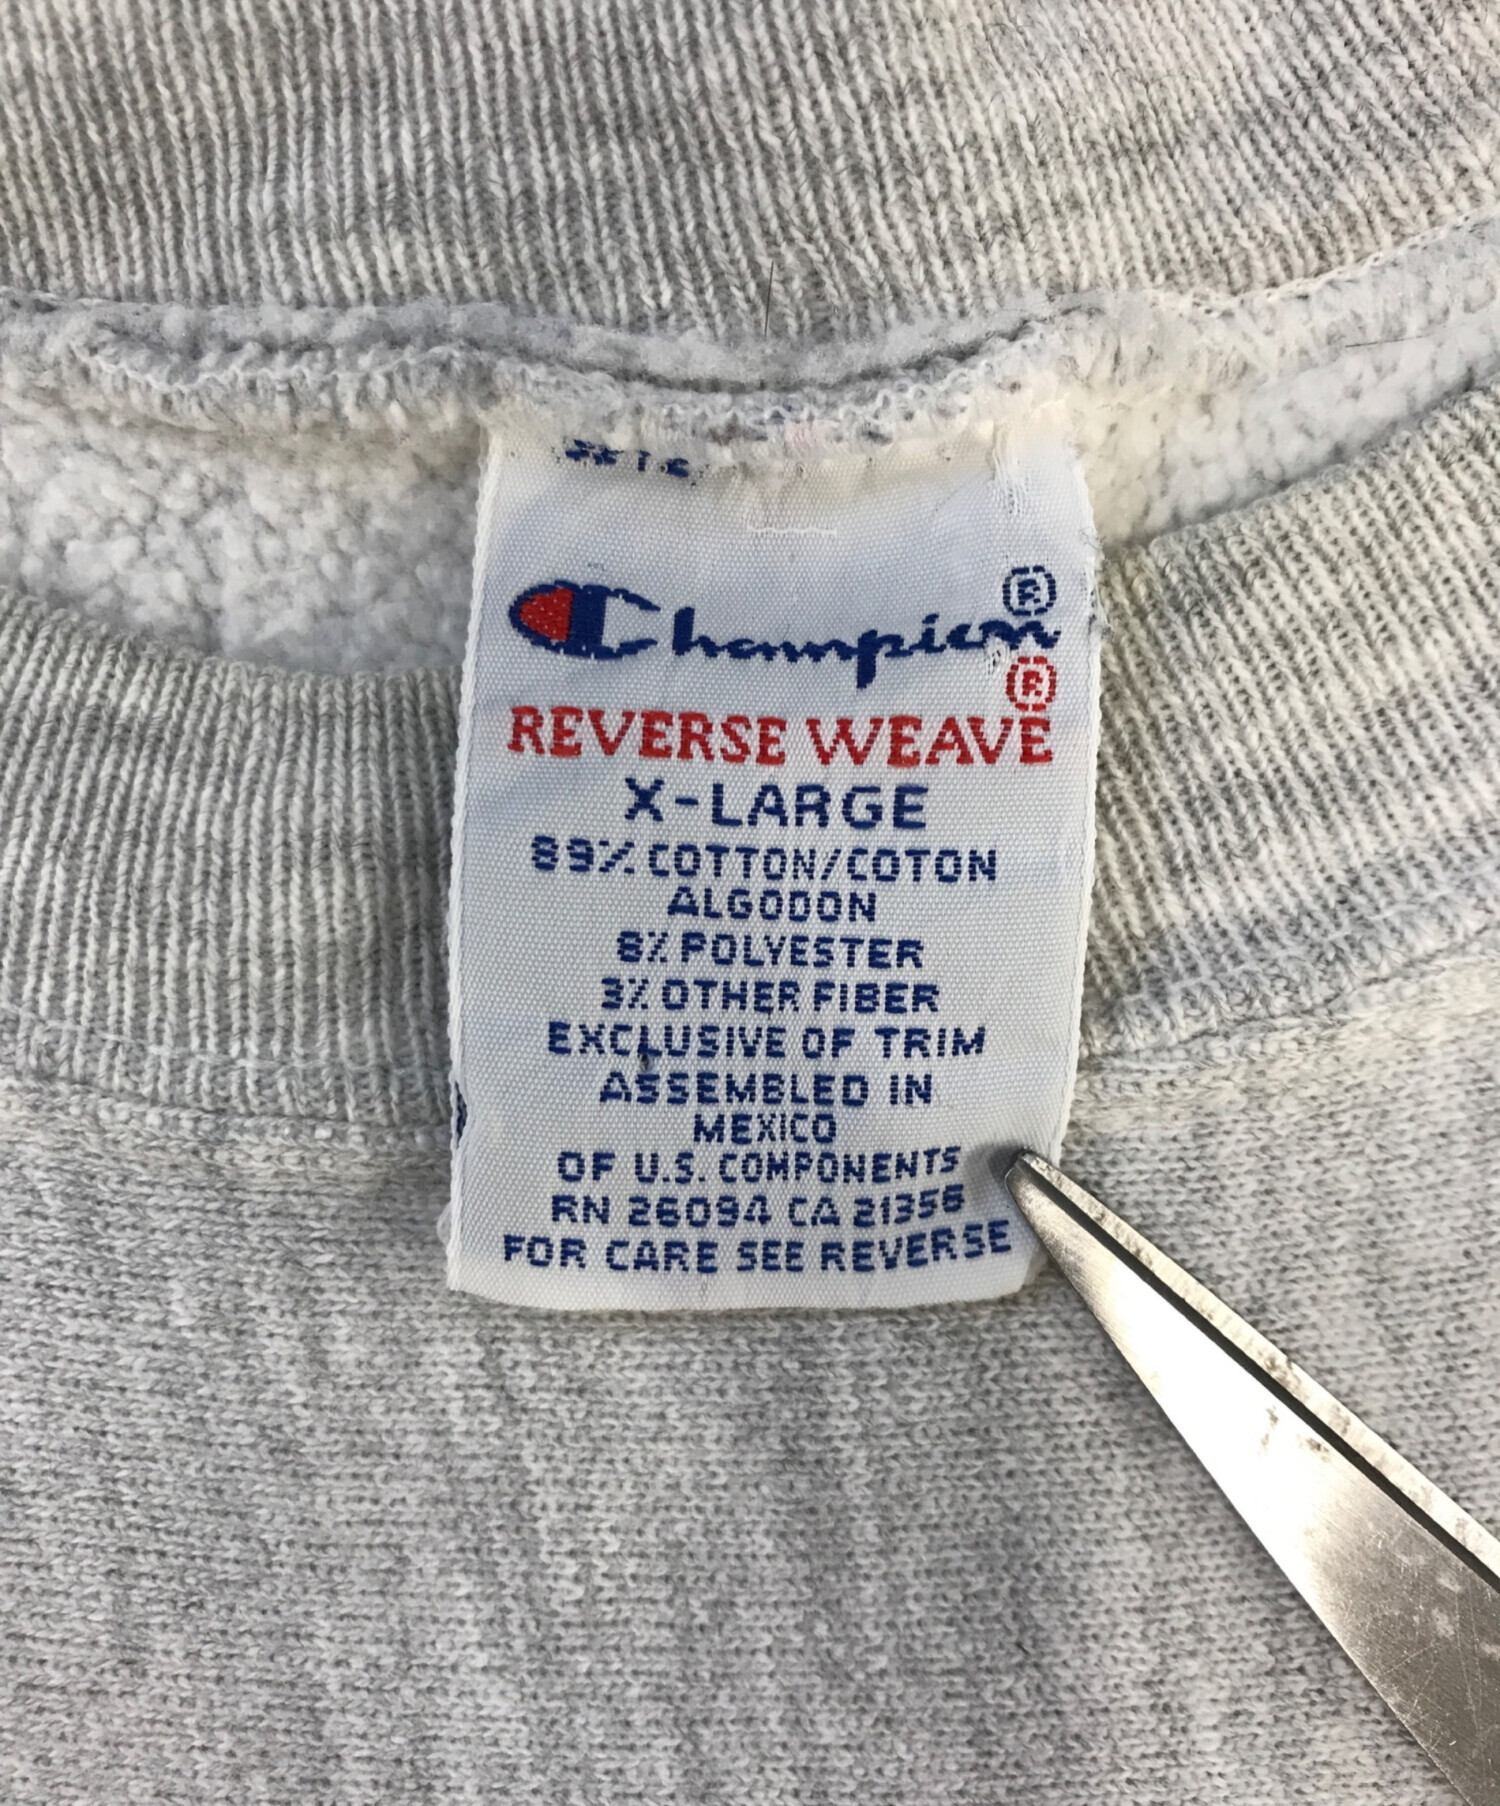 Champion®
REVERSE WEAVE®
X-LARGE
89% COTTON/COTON
ALGODON
8% POLYESTER
3% OTHER FIBER
EXCLUSIVE OF TRIM
ASSEMBLED IN
MEXICO
OF U.S. COMPONENTS
RN 26094 CA 21356
FOR CARE SEE REVERSE